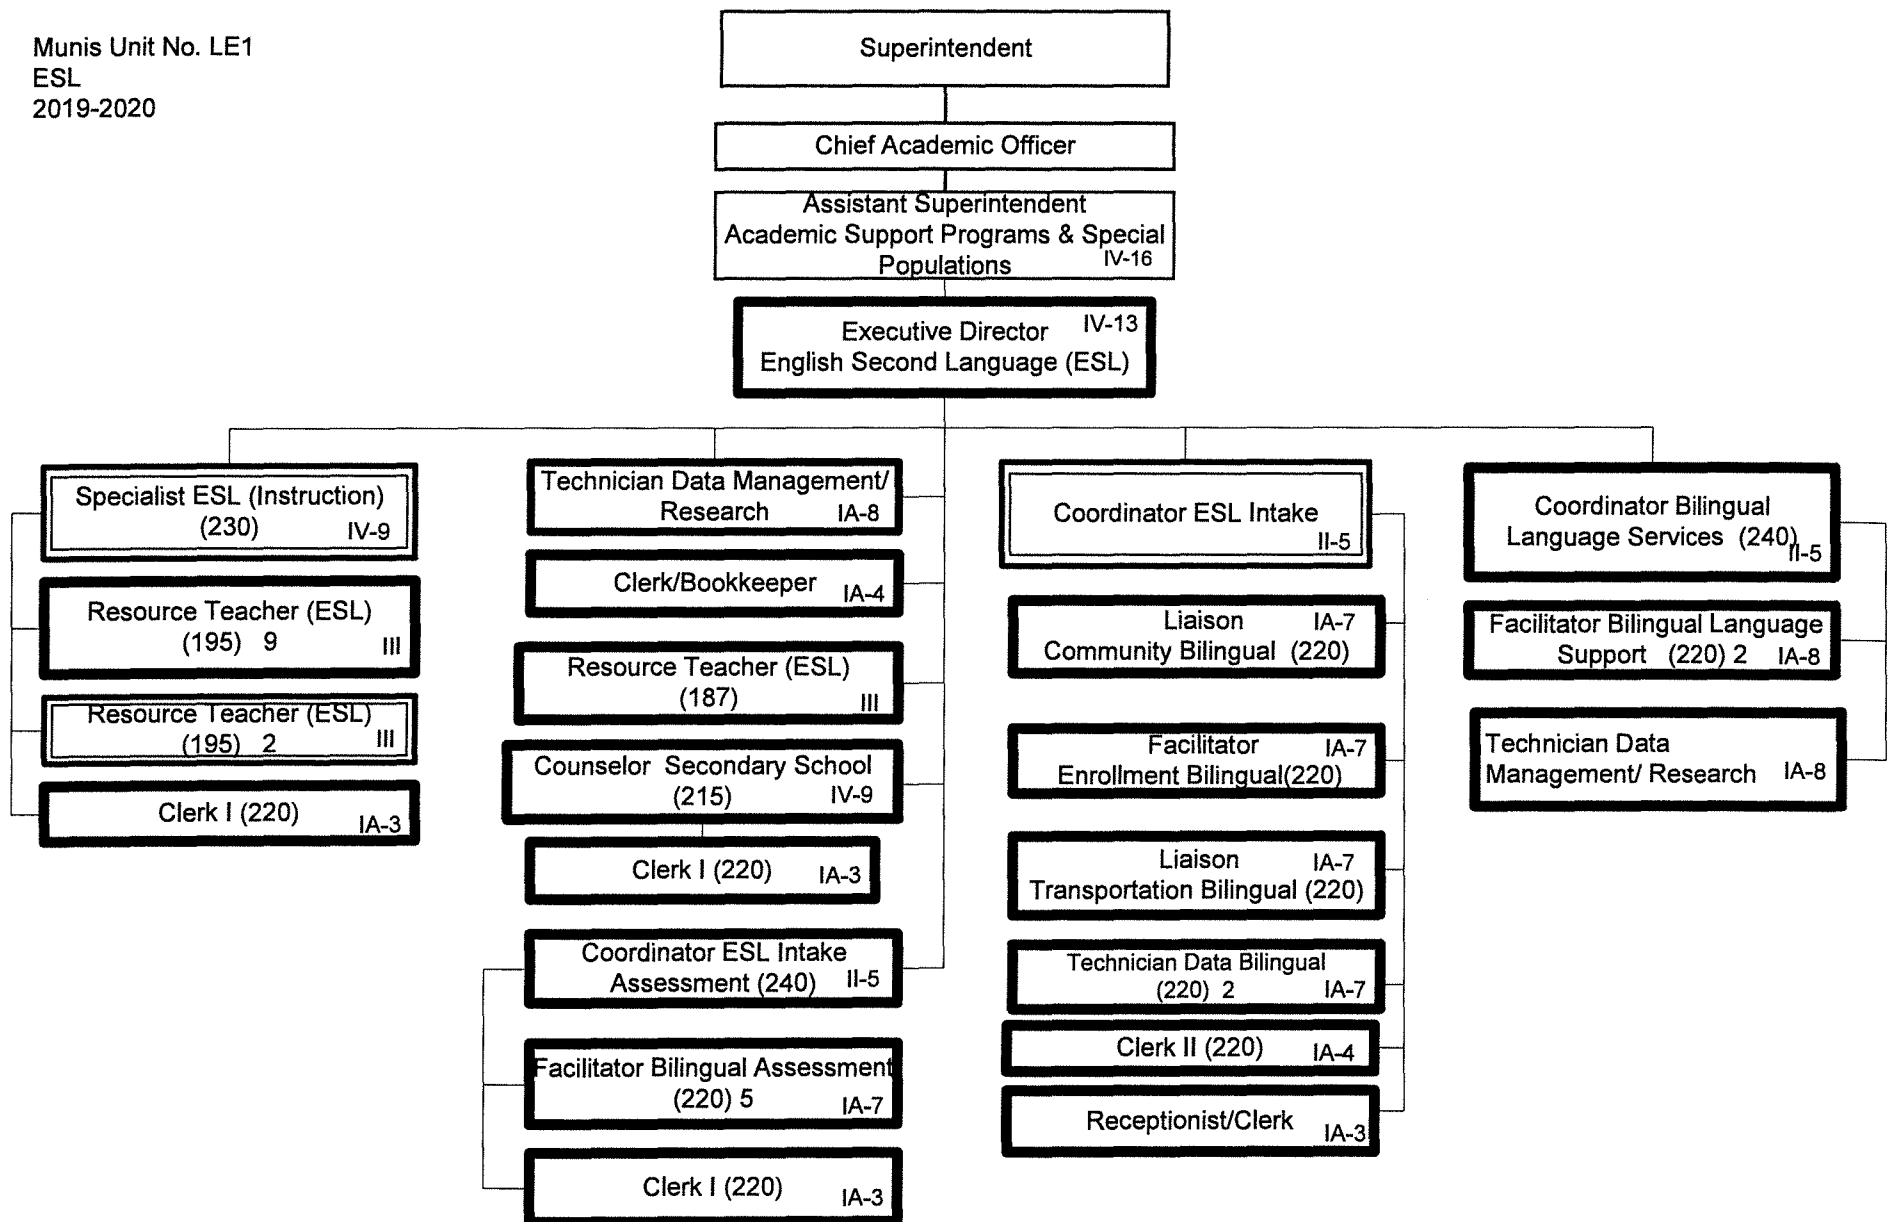 Munis Unit No. LE1
ESL
2019-2020
Superintendent
Chief Academic Officer
Assistant Superintendent
Academic Support Programs & Special
Populations IV-16
Executive Director IV-13
English Second Language (ESL)
Specialist ESL (Instruction)
(230) IV-9
Resource Teacher (ESL)
(195) 9 III
Resource Teacher (ESL)
(195) 2 III
Clerk I (220) IA-3
Technician Data Management/
Research IA-8
Clerk/Bookkeeper IA-4
Resource Teacher (ESL)
(187) III
Counselor Secondary School
(215) IV-9
Clerk I (220) IA-3
Coordinator ESL Intake
Assessment (240) II-5
Facilitator Bilingual Assessment
(220) 5 IA-7
Clerk I (220) IA-3
Coordinator ESL Intake
II-5
Liaison IA-7
Community Bilingual (220)
Facilitator IA-7
Enrollment Bilingual(220)
Liaison IA-7
Transportation Bilingual (220)
Technician Data Bilingual
(220) 2 IA-7
Clerk II (220) IA-4
Receptionist/Clerk IA-3
Coordinator Bilingual
Language Services (240) II-5
Facilitator Bilingual Language
Support (220) 2 IA-8
Technician Data
Management/ Research IA-8